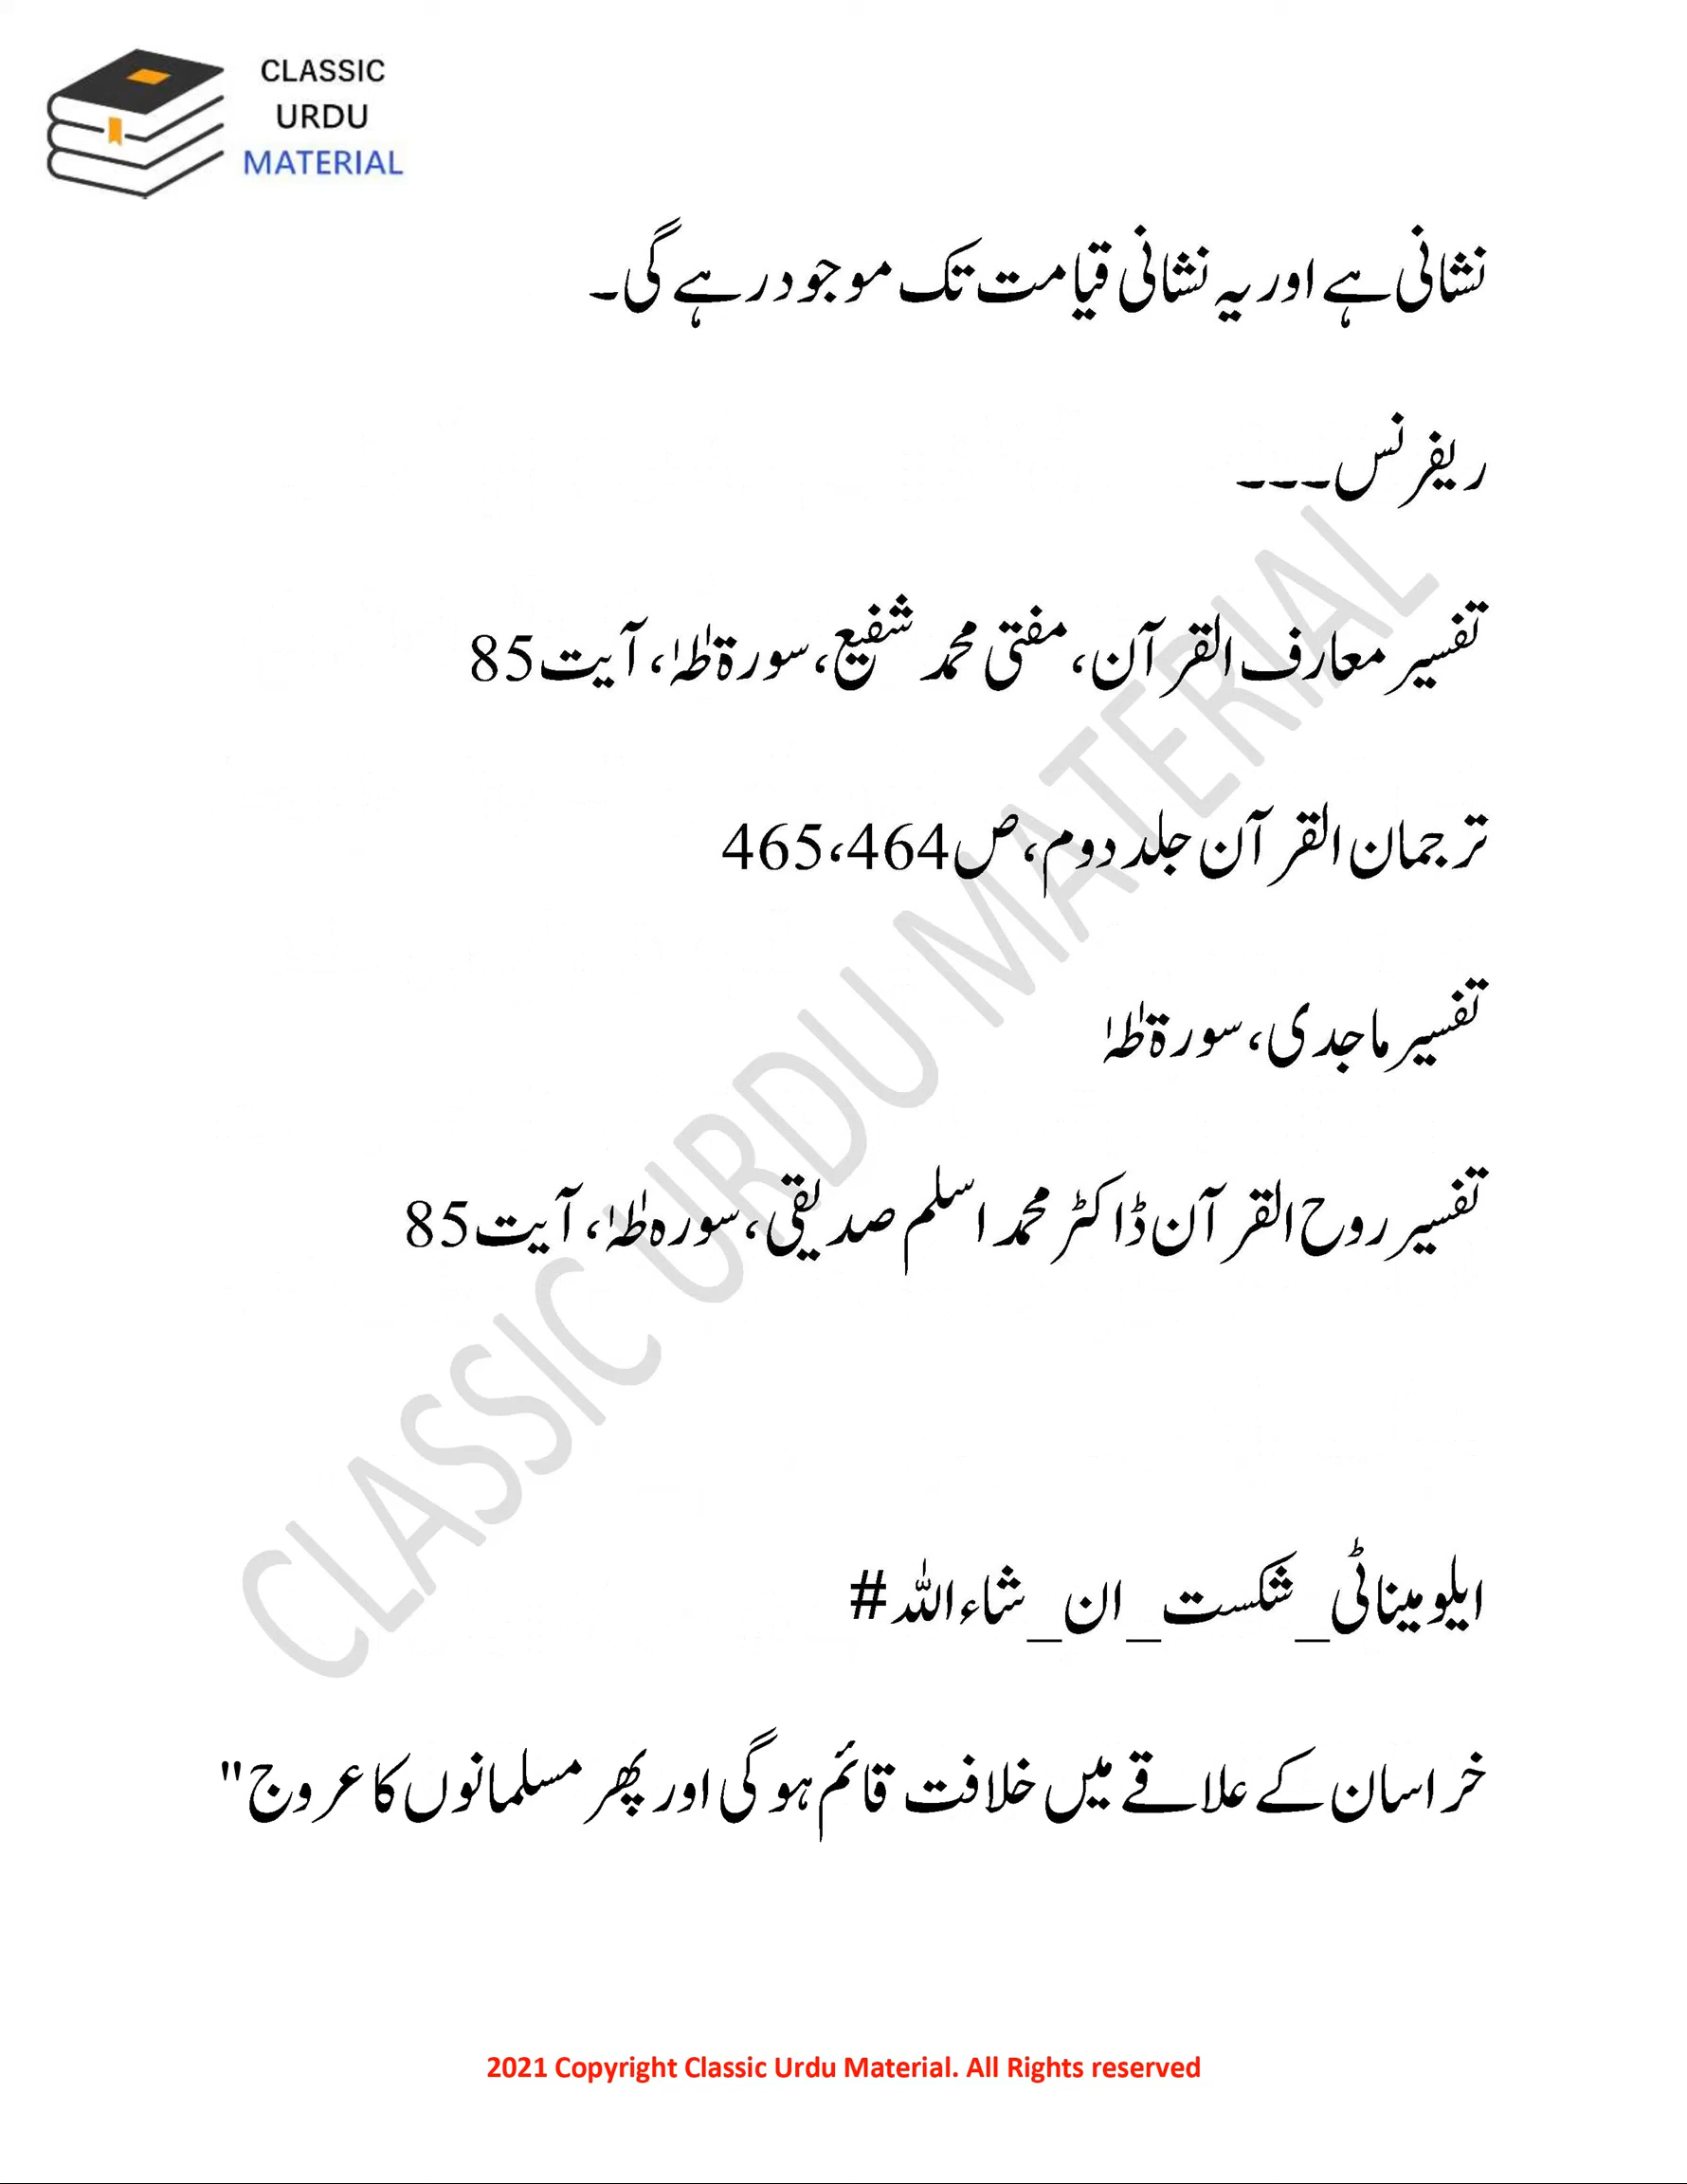 CLASSIC
URDU
MATERIAL
نشانی ہے اور یہ نشانی قیامت تک موجود رہے گی۔
ریفرنس۔۔۔
تفسیر معارف القرآن، مفتی محمد شفیع، سورۃ طٰہٰ، آیت 85
ترجمان القرآن جلد دوم، ص 464،465
تفسیر ماجدی، سورۃ طٰہٰ
تفسیر روح القرآن ڈاکٹر محمد اسلم صدیقی، سورہ طٰہٰ، آیت 85
ایلومیناٹی_شکست_ان_شاءاللہ#
خراسان کے علاقے میں خلافت قائم ہو گی اور پھر مسلمانوں کا عروج"
CLASSIC URDU MATERIAL
2021 Copyright Classic Urdu Material. All Rights reserved